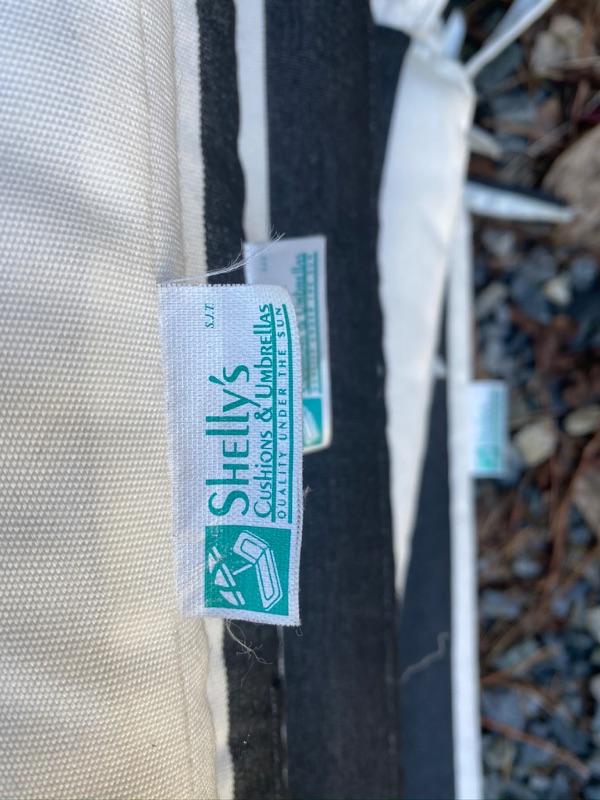 S.J.T
Shelly's
Cushions & Umbrellas
QUALITY UNDER THE SUN